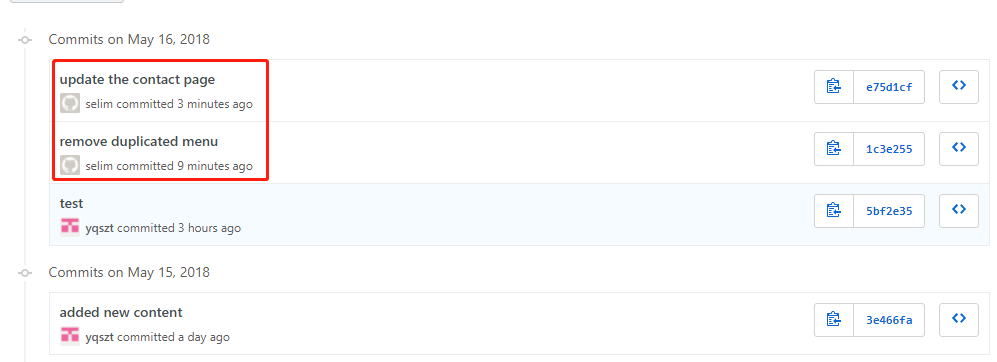 Commits on May 16, 2018
update the contact page
selim committed 3 minutes ago
e75d1cf
remove duplicated menu
selim committed 9 minutes ago
1c3e255
test
yqszt committed 3 hours ago
5bf2e35
Commits on May 15, 2018
added new content
yqszt committed a day ago
3e466fa